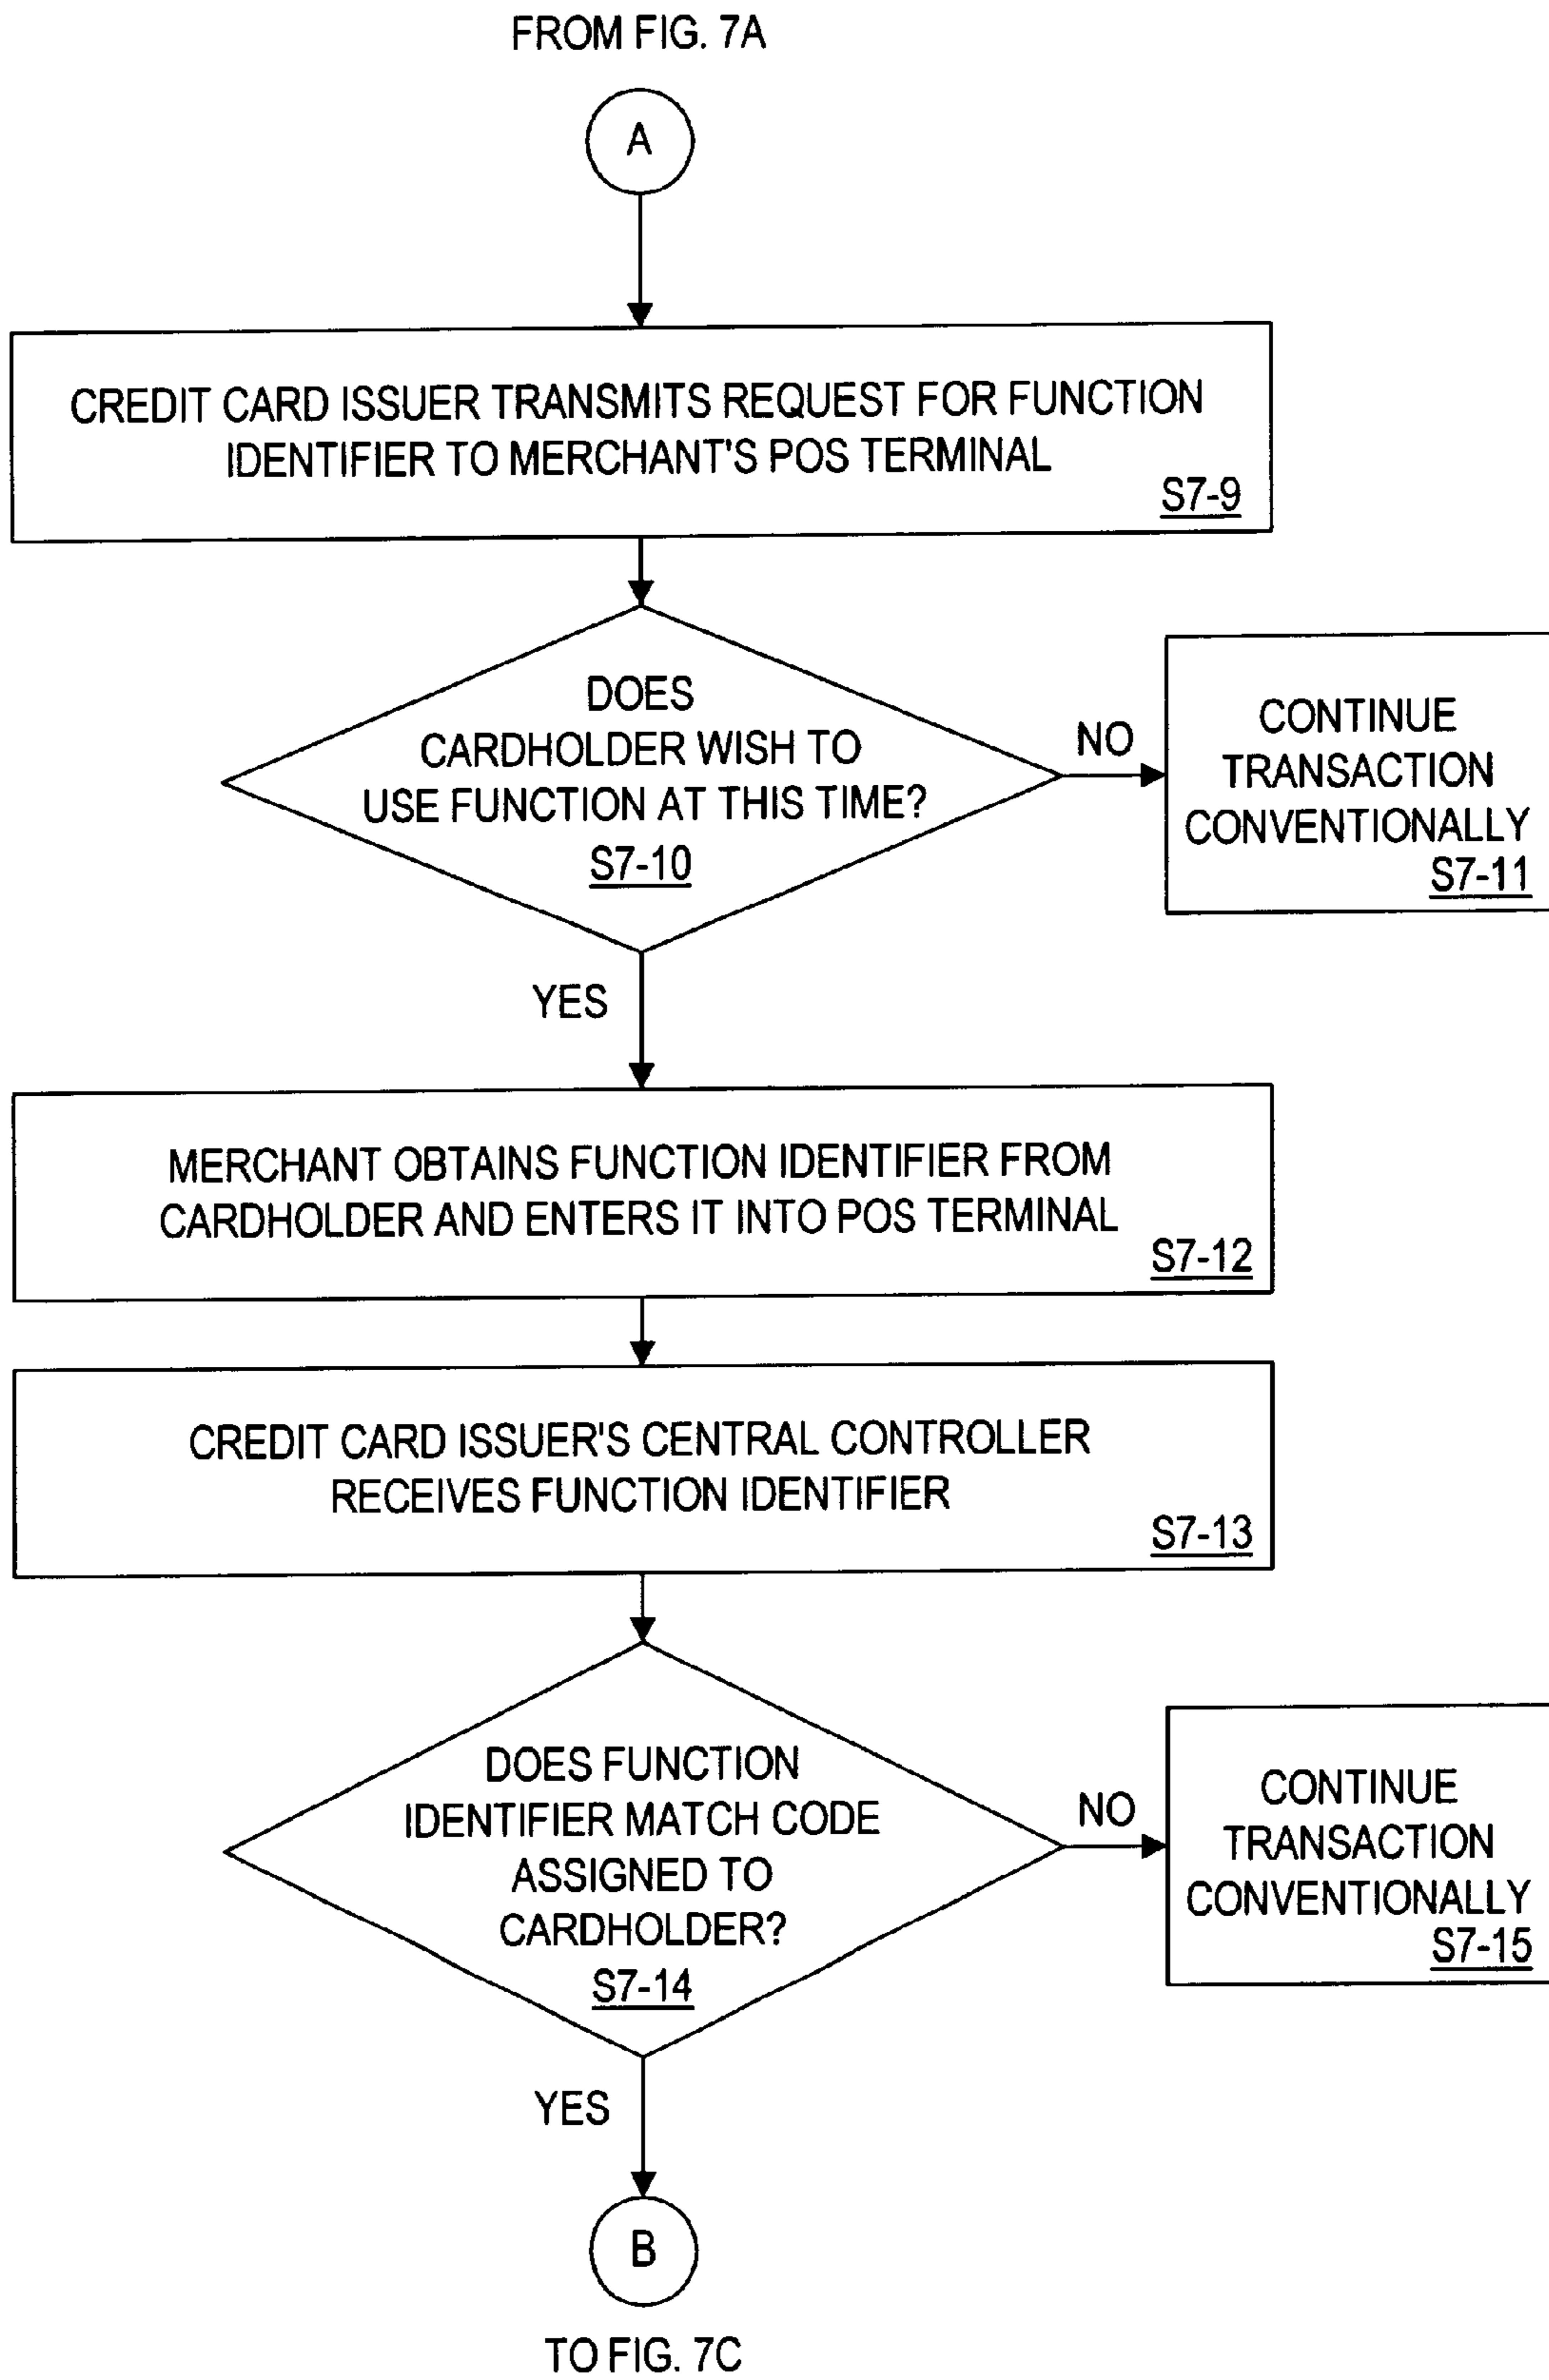 FROM FIG. 7A
A
CREDIT CARD ISSUER TRANSMITS REQUEST FOR FUNCTION
IDENTIFIER TO MERCHANT'S POS TERMINAL
S7-9
DOES
CARDHOLDER WISH TO
USE FUNCTION AT THIS TIME?
S7-10
NO
CONTINUE
TRANSACTION
CONVENTIONALLY
S7-11
YES
MERCHANT OBTAINS FUNCTION IDENTIFIER FROM
CARDHOLDER AND ENTERS IT INTO POS TERMINAL
S7-12
CREDIT CARD ISSUER'S CENTRAL CONTROLLER
RECEIVES FUNCTION IDENTIFIER
S7-13
DOES FUNCTION
IDENTIFIER MATCH CODE
ASSIGNED TO
CARDHOLDER?
S7-14
NO
CONTINUE
TRANSACTION
CONVENTIONALLY
S7-15
YES
B
TO FIG. 7C